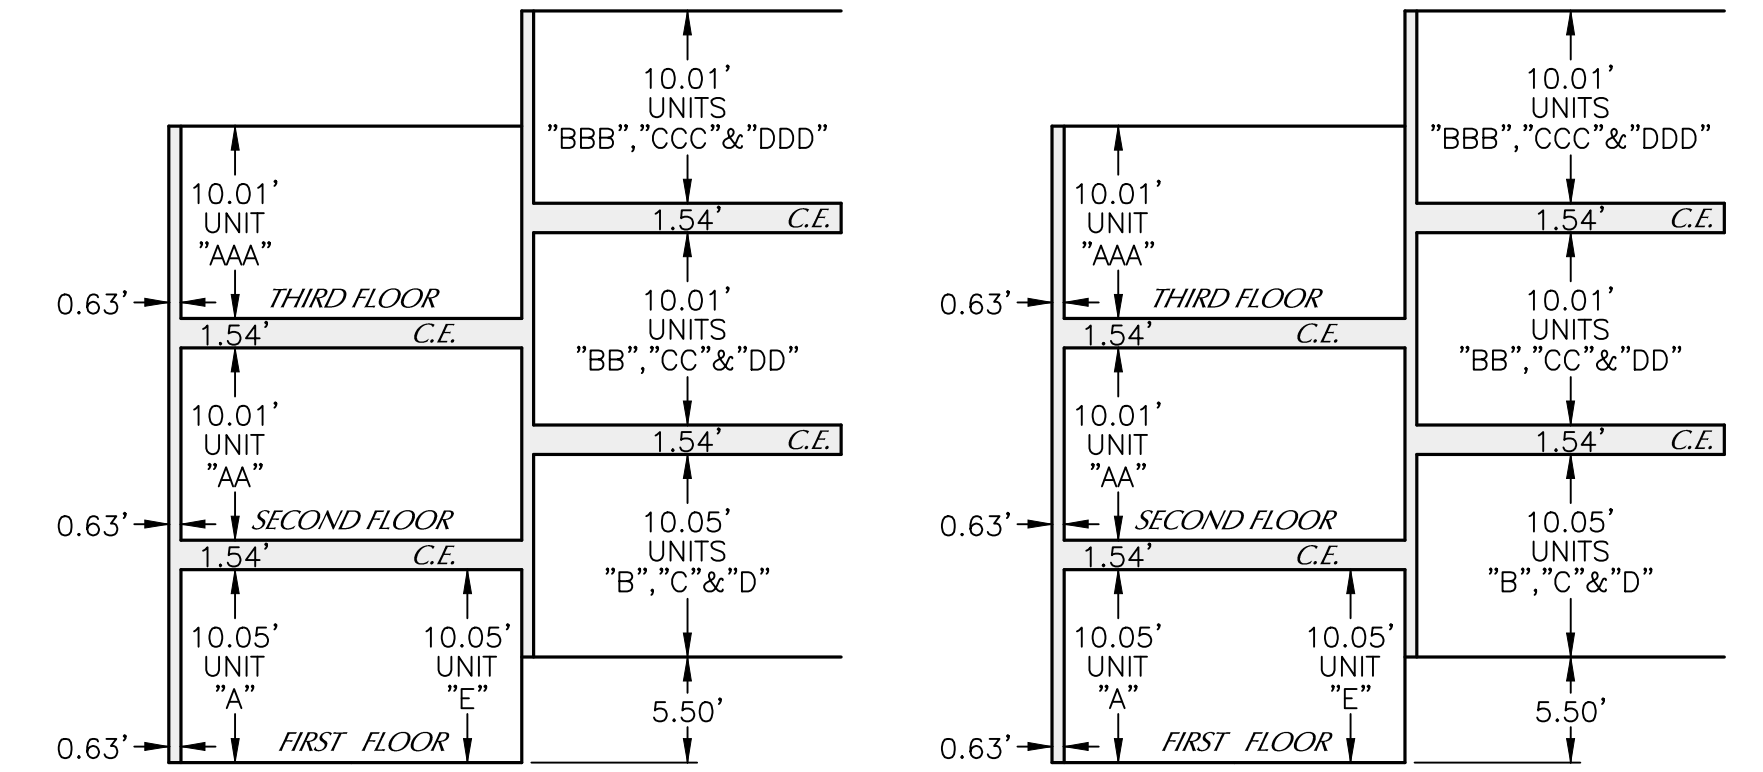 10.01'
UNITS
"BBB","CCC"&"DDD"
10.01'
UNIT
"AAA"
1.54'
C.E.
0.63'
THIRD FLOOR
10.01'
UNITS
"BB","CC"&"DD"
1.54'
C.E.
10.01'
UNIT
"AA"
1.54'
C.E.
0.63'
SECOND FLOOR
10.05'
UNITS
"B","C"&"D"
1.54'
C.E.
10.05'
UNIT
"A"
10.05'
UNIT
"E"
5.50'
0.63'
FIRST FLOOR
10.01'
UNITS
"BBB","CCC"&"DDD"
10.01'
UNIT
"AAA"
1.54'
C.E.
0.63'
THIRD FLOOR
10.01'
UNITS
"BB","CC"&"DD"
1.54'
C.E.
10.01'
UNIT
"AA"
1.54'
C.E.
0.63'
SECOND FLOOR
10.05'
UNITS
"B","C"&"D"
1.54'
C.E.
10.05'
UNIT
"A"
10.05'
UNIT
"E"
5.50'
0.63'
FIRST FLOOR